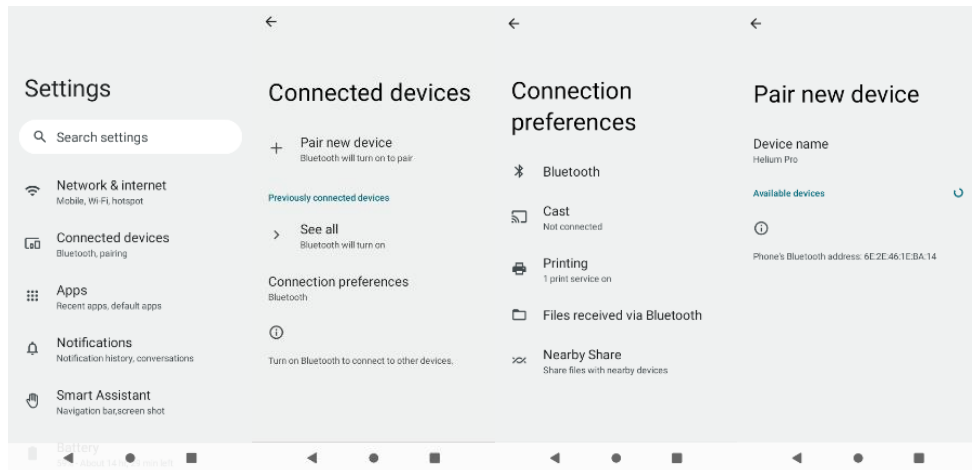 Settings
Search settings
Network & internet
Mobile, Wi-Fi, hotspot
Connected devices
Bluetooth, pairing
Apps
Recent apps, default apps
Notifications
Notification history, conversations
Smart Assistant
Navigation bar,screen shot
Battery
Connected devices
Pair new device
Bluetooth will turn on to pair
Previously connected devices
See all
Bluetooth will turn on
Connection preferences
Bluetooth
Turn on Bluetooth to connect to other devices.
Connection
preferences
Bluetooth
Cast
Not connected
Printing
1 print service on
Files received via Bluetooth
Nearby Share
Share files with nearby devices
Pair new device
Device name
Helium Pro
Available devices
Phone's Bluetooth address: 6E:2E:46:1E:BA:14